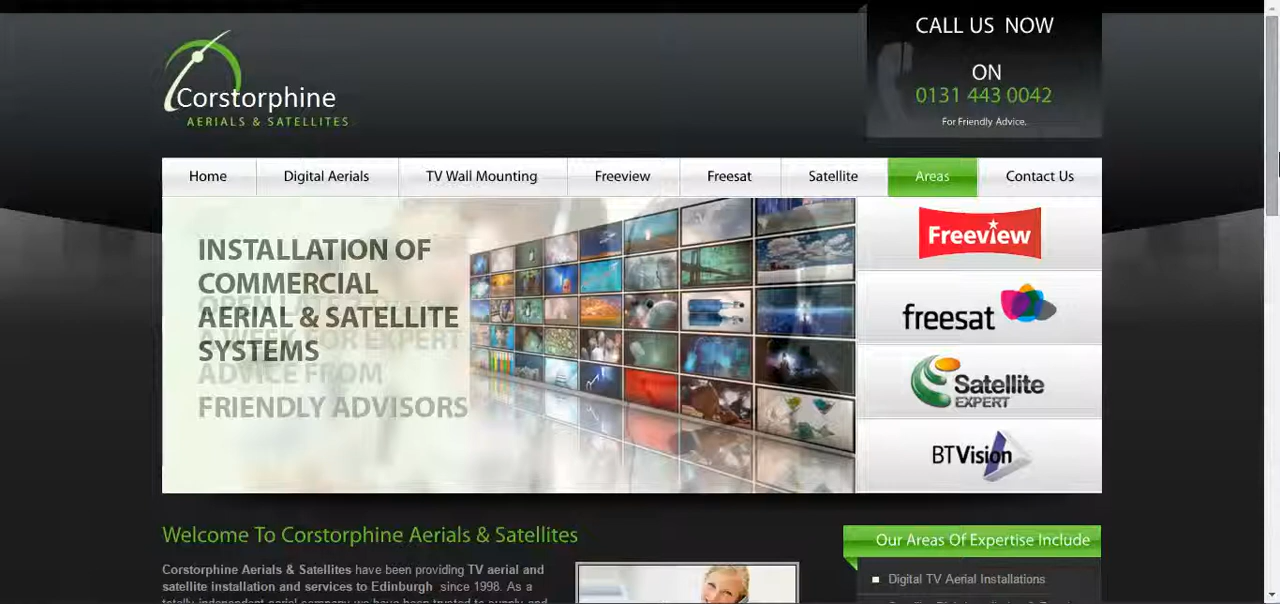 CALL US NOW
ON
0131 443 0042
For Friendly Advice.
Corstorphine
AERIALS & SATELLITES
Home
Digital Aerials
TV Wall Mounting
Freeview
Freesat
Satellite
Areas
Contact Us
INSTALLATION OF
COMMERCIAL
AERIAL & SATELLITE
SYSTEMS
ADVICE FROM
FRIENDLY ADVISORS
Freeview
freesat
Satellite
EXPERT
BTVision
Welcome To Corstorphine Aerials & Satellites
Corstorphine Aerials & Satellites have been providing TV aerial and
satellite installation and services to Edinburgh since 1998. As a
Our Areas Of Expertise Include
Digital TV Aerial Installations